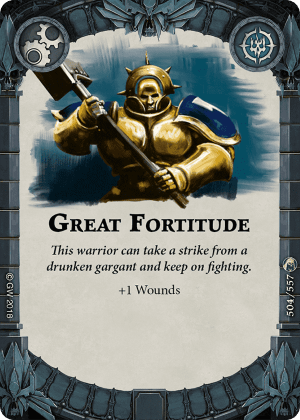 GREAT FORTITUDE
This warrior can take a strike from a
drunken gargant and keep on fighting.
+1 Wounds
© GW 2018
504/557